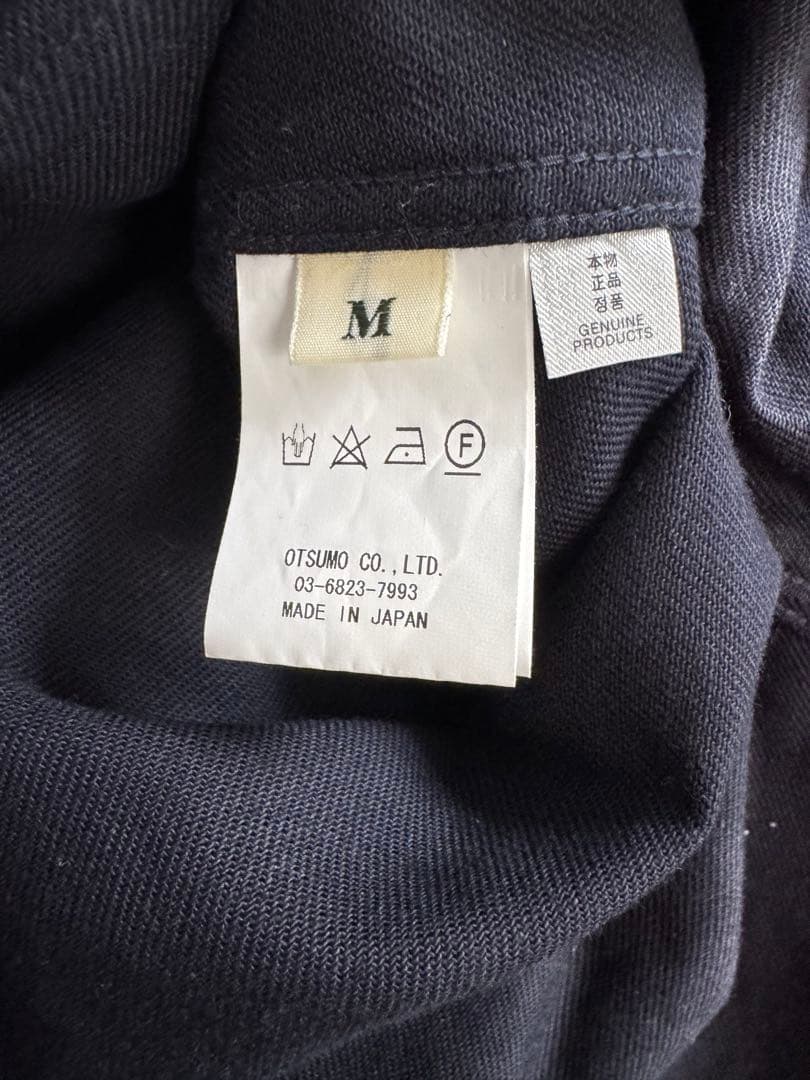 M
本物
正品
정품
GENUINE
PRODUCTS
F
OTSUMO CO., LTD.
03-6823-7993
MADE IN JAPAN